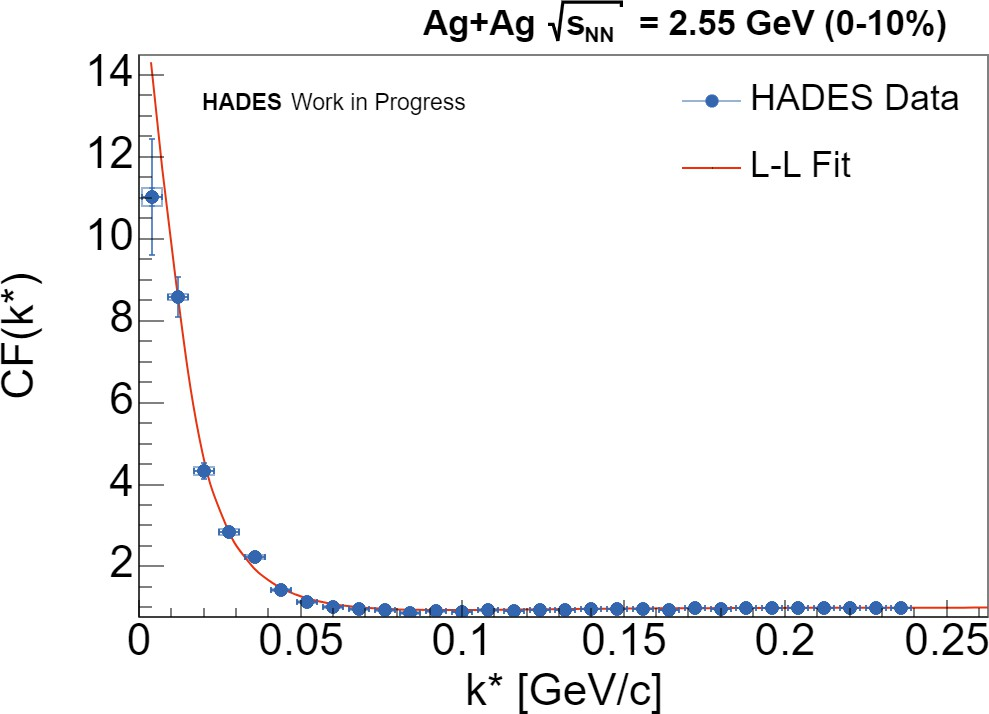 Ag+Ag √sNN = 2.55 GeV (0-10%)
HADES Work in Progress
HADES Data
L-L Fit
14
12
10
8
6
4
2
CF(k*)
0 0.05 0.1 0.15 0.2 0.25
k* [GeV/c]